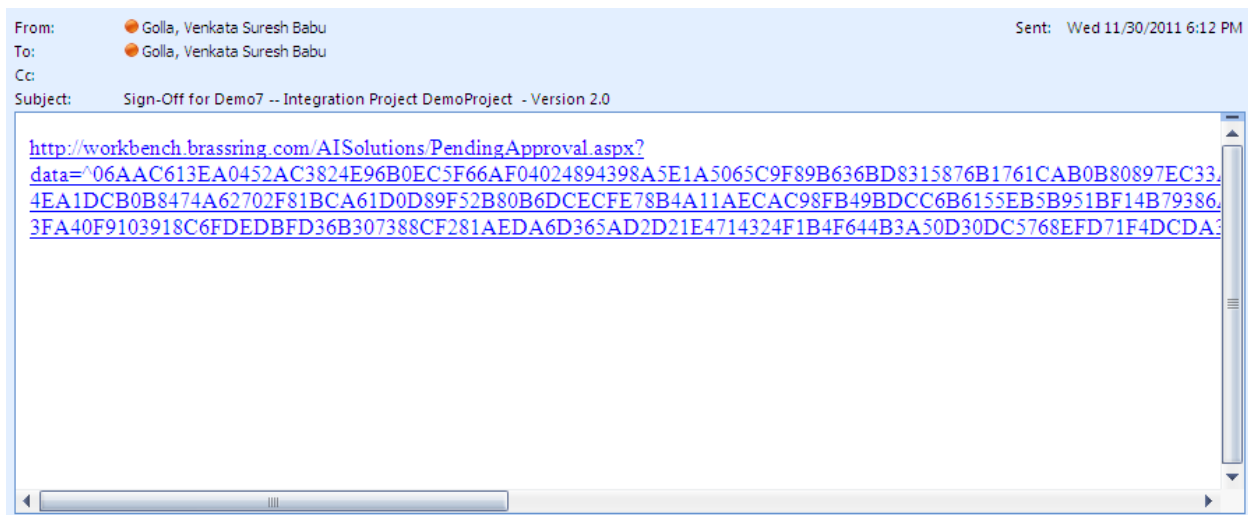 From: Golla, Venkata Suresh Babu Sent: Wed 11/30/2011 6:12 PM
To: Golla, Venkata Suresh Babu
Cc:
Subject: Sign-Off for Demo7 -- Integration Project DemoProject - Version 2.0
http://workbench.brassring.com/AISolutions/PendingApproval.aspx?
data=^06AAC613EA0452AC3824E96B0EC5F66AF04024894398A5E1A5065C9F89B636BD8315876B1761CAB0B80897EC33
4EA1DCB0B8474A62702F81BCA61D0D89F52B80B6DCECFE78B4A11AECAC98FB49BDCC6B6155EB5B951BF14B79386
3FA40F9103918C6FDEDBFD36B307388CF281AEDA6D365AD2D21E4714324F1B4F644B3A50D30DC5768EFD71F4DCDA3